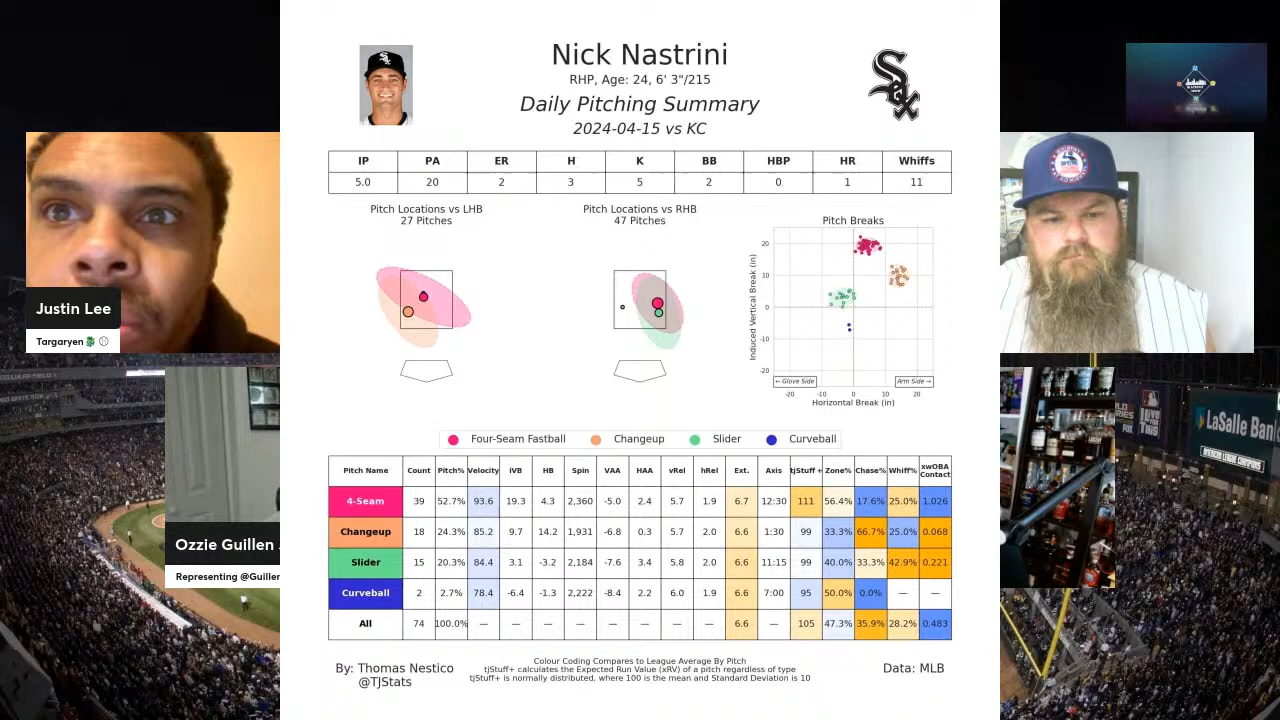 Nick Nastrini
RHP, Age: 24, 6' 3"/215
Daily Pitching Summary
2024-04-15 vs KC
Sox
IP PA ER H K BB HBP HR Whiffs
5.0 20 2 3 5 2 0 1 11
Pitch Locations vs LHB
27 Pitches
Pitch Locations vs RHB
47 Pitches
Pitch Breaks
Induced Vertical Break (in)
20
10
0
-10
-20
← Glove Side
Arm Side →
-20 -10 0 10 20
Horizontal Break (in)
Four-Seam Fastball Changeup Slider Curveball
Pitch Name Count Pitch% Velocity iVB HB Spin VAA HAA vRel hRel Ext. Axis tjStuff+ Zone% Chase% Whiff% xwOBA Contact
4-Seam 39 52.7% 93.6 19.3 4.3 2,360 -5.0 2.4 5.7 1.9 6.7 12:30 111 56.4% 17.6% 25.0% 1.026
Changeup 18 24.3% 85.2 9.7 14.2 1,931 -6.8 0.3 5.7 2.0 6.6 1:30 99 33.3% 66.7% 25.0% 0.068
Slider 15 20.3% 84.4 3.1 -3.2 2,184 -7.6 3.4 5.8 2.0 6.6 11:15 99 40.0% 33.3% 42.9% 0.221
Curveball 2 2.7% 78.4 -6.4 -1.3 2,222 -8.4 2.2 6.0 1.9 6.6 7:00 95 50.0% 0.0% — —
All 74 100.0% — — — — — — — — 6.6 — 105 47.3% 35.9% 28.2% 0.483
By: Thomas Nestico
@TJStats
Colour Coding Compares to League Average By Pitch
tjStuff+ calculates the Expected Run Value (xRV) of a pitch regardless of type
tjStuff+ is normally distributed, where 100 is the mean and Standard Deviation is 10
Data: MLB
Justin Lee
Targaryen
Ozzie Guillen
Representing @Guillen
LaSalle Bank